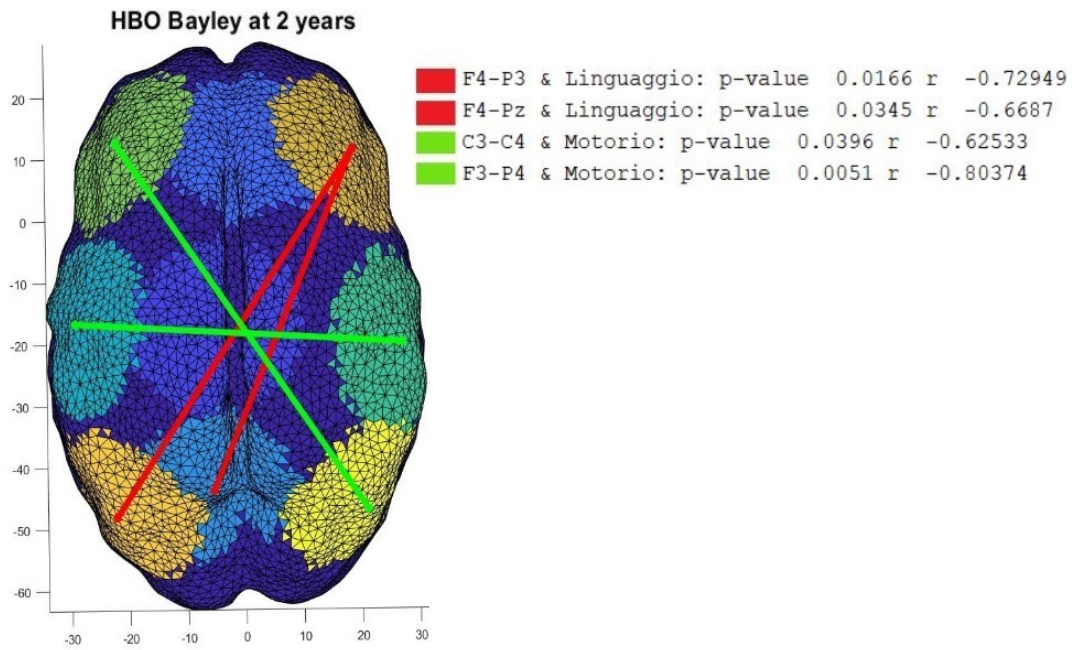 HBO Bayley at 2 years
F4-P3 & Linguaggio: p-value 0.0166 r -0.72949
F4-Pz & Linguaggio: p-value 0.0345 r -0.6687
C3-C4 & Motorio: p-value 0.0396 r -0.62533
F3-P4 & Motorio: p-value 0.0051 r -0.80374
20
10
0
-10
-20
-30
-40
-50
-60
-30 -20 -10 0 10 20 30